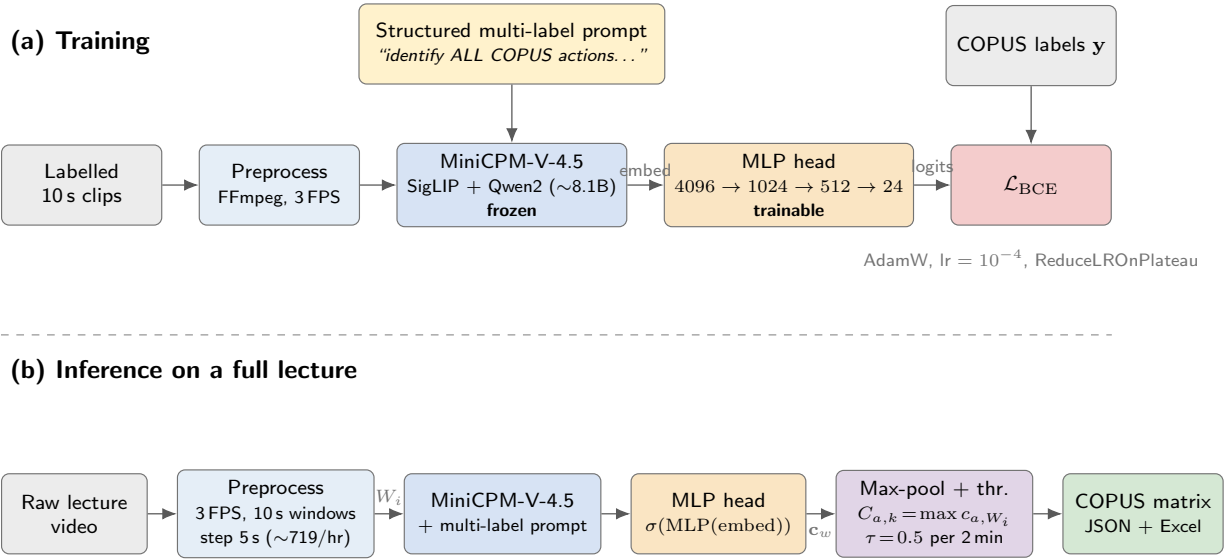 (a) Training
Structured multi-label prompt
“identify ALL COPUS actions. . . ”
COPUS labels y
Labelled
10 s clips
Preprocess
FFmpeg, 3 FPS
MiniCPM-V-4.5
SigLIP + Qwen2 (∼8.1B)
frozen
embed
MLP head
4096 → 1024 → 512 → 24
trainable
logits
ℒBCE
AdamW, lr = 10⁻⁴, ReduceLROnPlateau
(b) Inference on a full lecture
Raw lecture
video
Preprocess
3 FPS, 10 s windows
step 5 s (∼719/hr)
Wᵢ
MiniCPM-V-4.5
+ multi-label prompt
MLP head
σ(MLP(embed))
c_w
Max-pool + thr.
C_{a,k} = max c_{a,W_i}
τ = 0.5 per 2 min
COPUS matrix
JSON + Excel